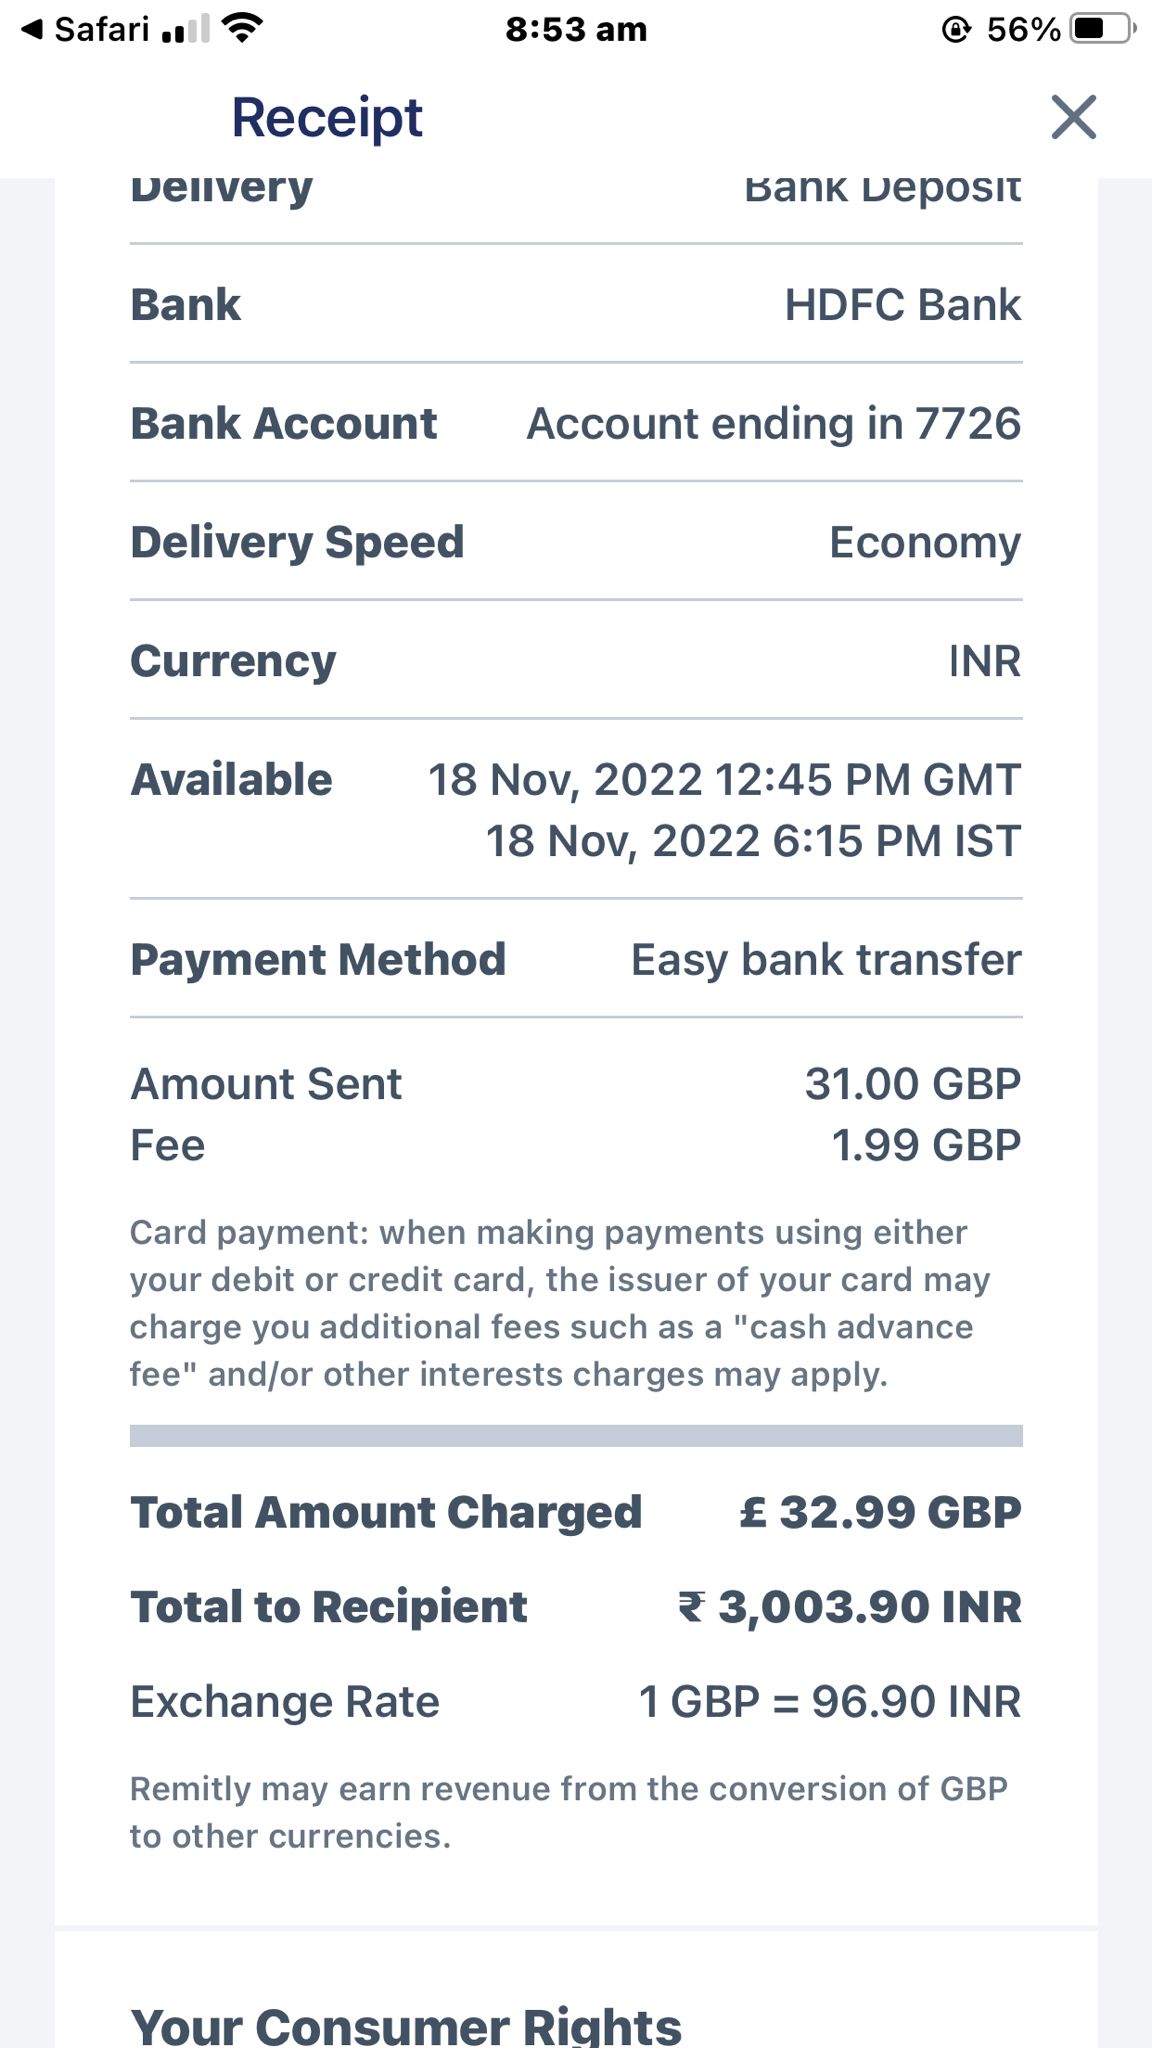 Safari 8:53 am 56%
Receipt
Delivery Bank Deposit
Bank HDFC Bank
Bank Account Account ending in 7726
Delivery Speed Economy
Currency INR
Available 18 Nov, 2022 12:45 PM GMT
18 Nov, 2022 6:15 PM IST
Payment Method Easy bank transfer
Amount Sent 31.00 GBP
Fee 1.99 GBP
Card payment: when making payments using either
your debit or credit card, the issuer of your card may
charge you additional fees such as a "cash advance
fee" and/or other interests charges may apply.
Total Amount Charged £ 32.99 GBP
Total to Recipient ₹ 3,003.90 INR
Exchange Rate 1 GBP = 96.90 INR
Remitly may earn revenue from the conversion of GBP
to other currencies.
Your Consumer Rights